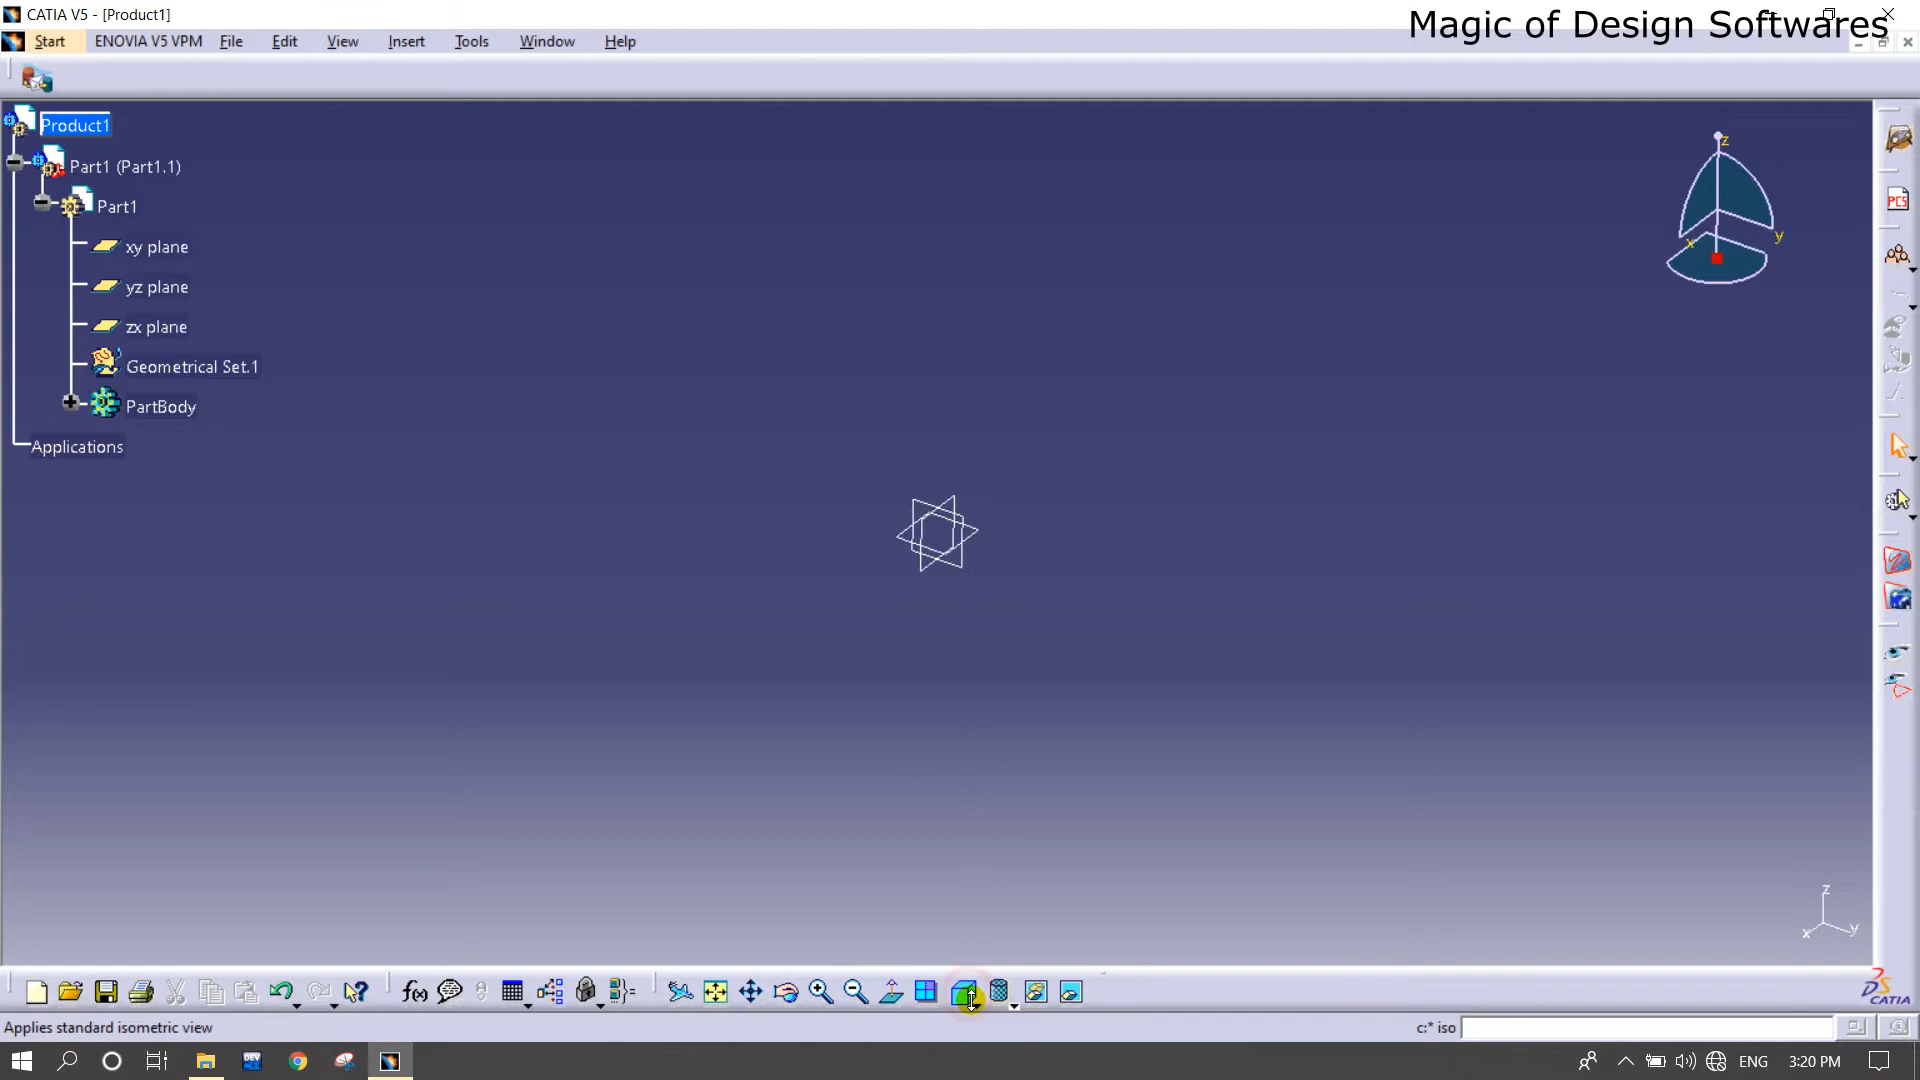 CATIA V5 - [Product1]
Magic of Design Softwares
Start ENOVIA V5 VPM File Edit View Insert Tools Window Help
Product1
Part1 (Part1.1)
Part1
xy plane
yz plane
zx plane
Geometrical Set.1
PartBody
Applications
z
x
y
PCS
z
x
y
f(x)
CATIA
Applies standard isometric view
c:* iso
DEV
ENG
3:20 PM